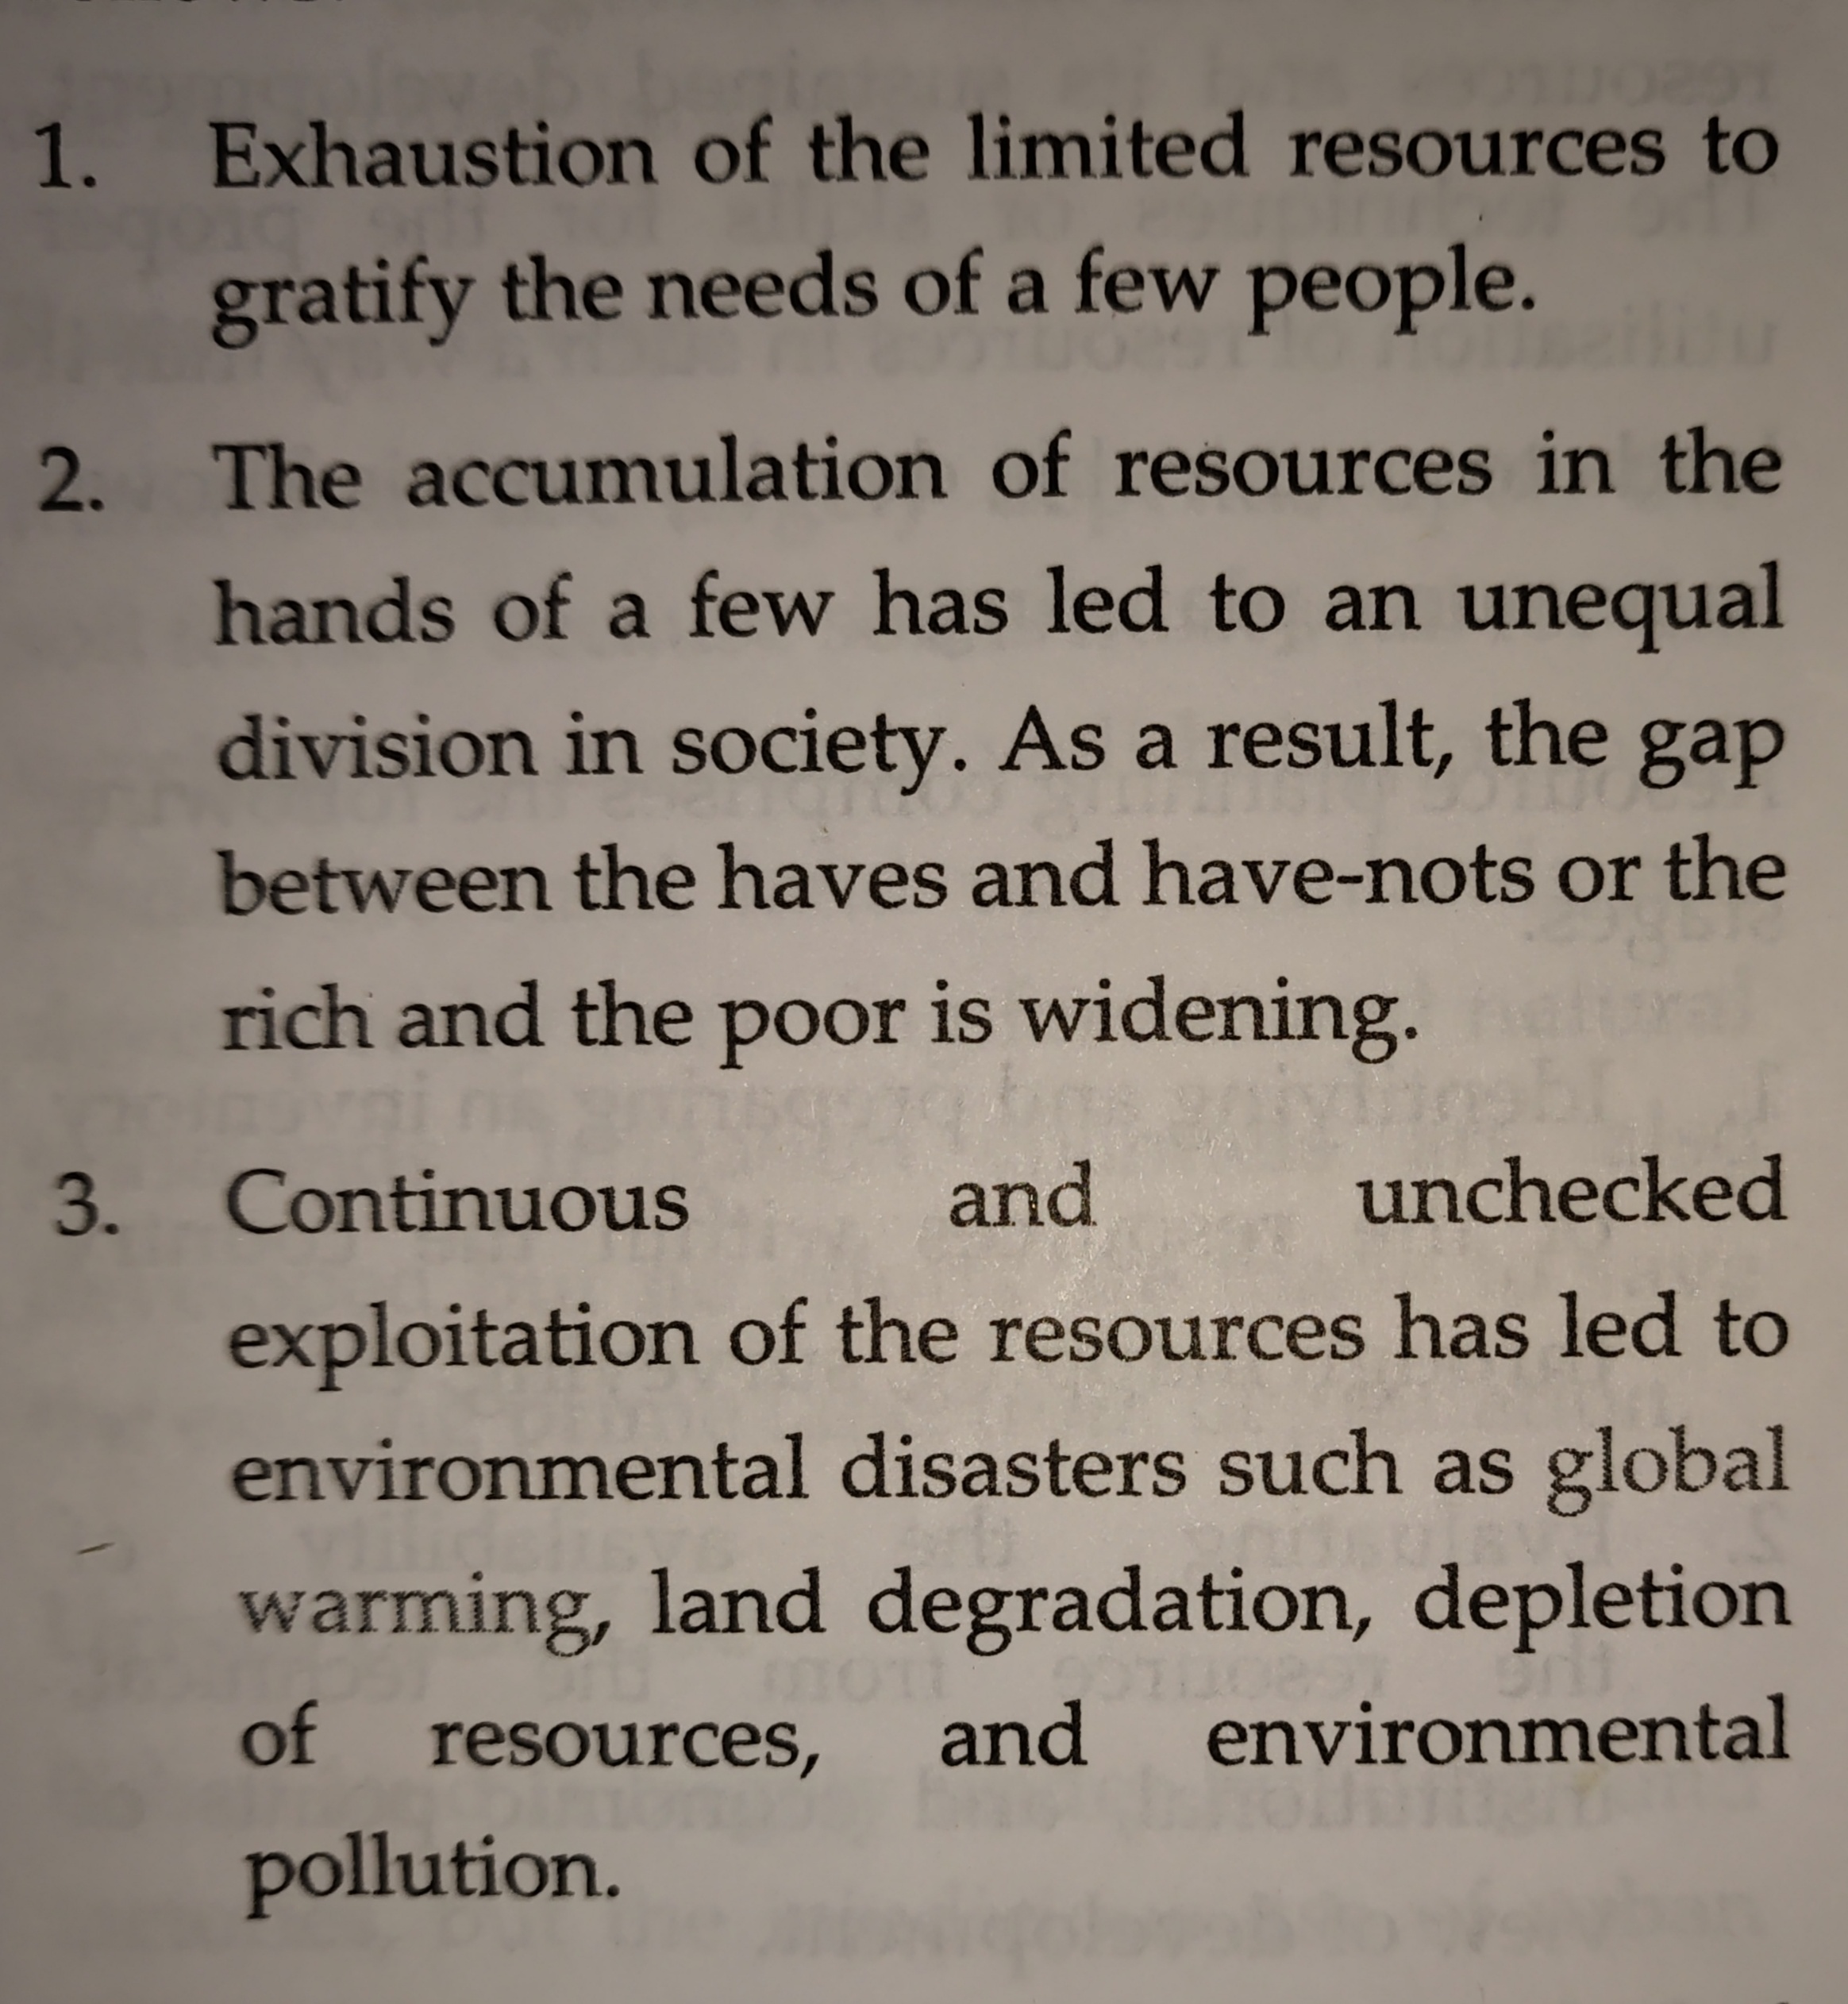 1. Exhaustion of the limited resources to
gratify the needs of a few people.
2. The accumulation of resources in the
hands of a few has led to an unequal
division in society. As a result, the gap
between the haves and have-nots or the
rich and the poor is widening.
3. Continuous and unchecked
exploitation of the resources has led to
environmental disasters such as global
warming, land degradation, depletion
of resources, and environmental
pollution.